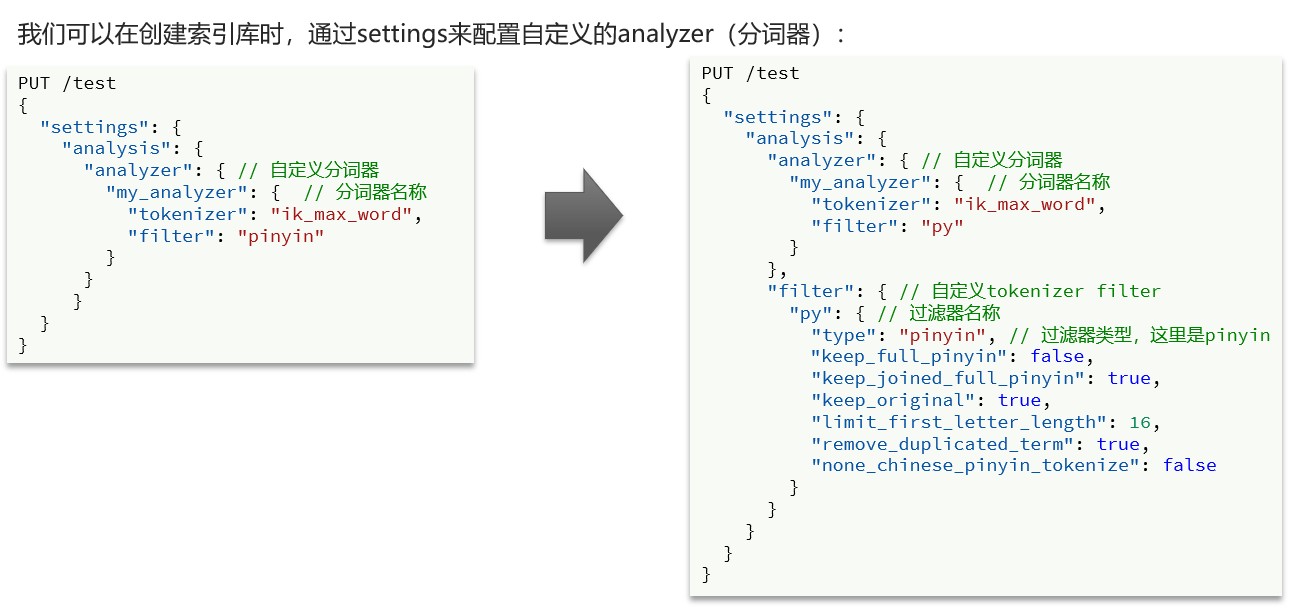 我们可以在创建索引库时，通过settings来配置自定义的analyzer（分词器）：
PUT /test
{
  "settings": {
    "analysis": {
      "analyzer": { // 自定义分词器
        "my_analyzer": {  // 分词器名称
          "tokenizer": "ik_max_word",
          "filter": "pinyin"
        }
      }
     }
  }
}
PUT /test
{
  "settings": {
    "analysis": {
      "analyzer": { // 自定义分词器
        "my_analyzer": {  // 分词器名称
          "tokenizer": "ik_max_word",
          "filter": "py"
        }
      },
      "filter": { // 自定义tokenizer filter
        "py": { // 过滤器名称
          "type": "pinyin", // 过滤器类型，这里是pinyin
          "keep_full_pinyin": false,
          "keep_joined_full_pinyin": true,
          "keep_original": true,
          "limit_first_letter_length": 16,
          "remove_duplicated_term": true,
          "none_chinese_pinyin_tokenize": false
        }
      }
    }
  }
}